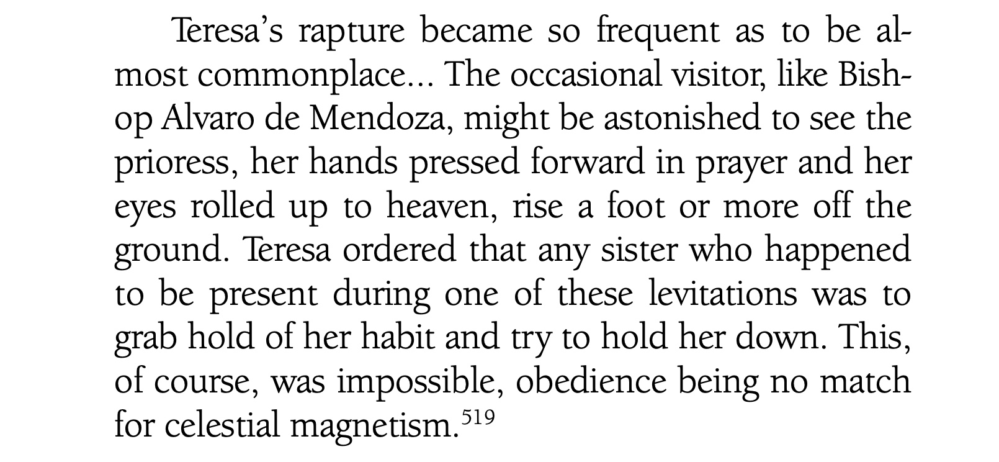 Teresa’s rapture became so frequent as to be al-
most commonplace... The occasional visitor, like Bish-
op Alvaro de Mendoza, might be astonished to see the
prioress, her hands pressed forward in prayer and her
eyes rolled up to heaven, rise a foot or more off the
ground. Teresa ordered that any sister who happened
to be present during one of these levitations was to
grab hold of her habit and try to hold her down. This,
of course, was impossible, obedience being no match
for celestial magnetism.519